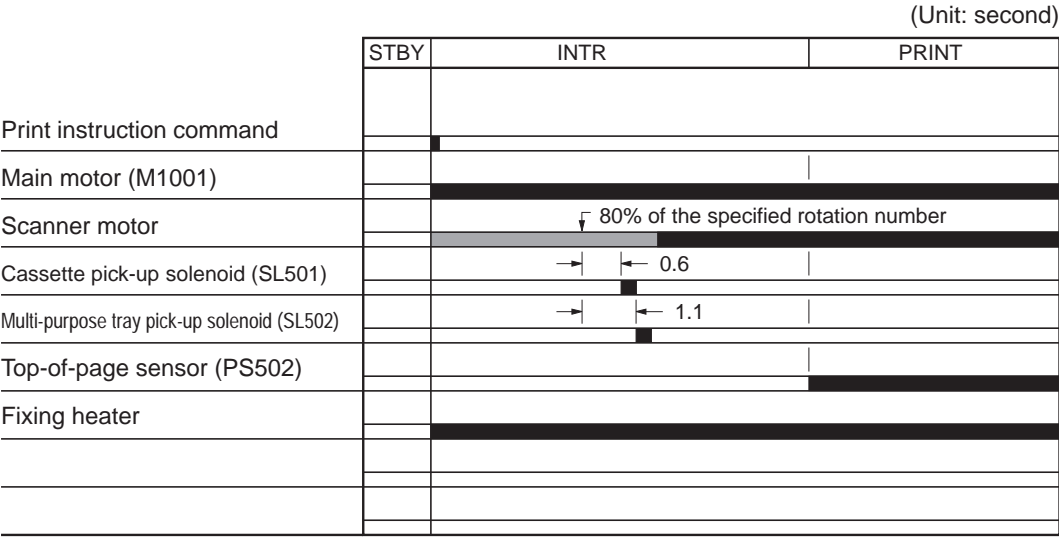 (Unit: second)
STBY INTR PRINT
Print instruction command
Main motor (M1001)
Scanner motor
80% of the specified rotation number
Cassette pick-up solenoid (SL501)
0.6
Multi-purpose tray pick-up solenoid (SL502)
1.1
Top-of-page sensor (PS502)
Fixing heater